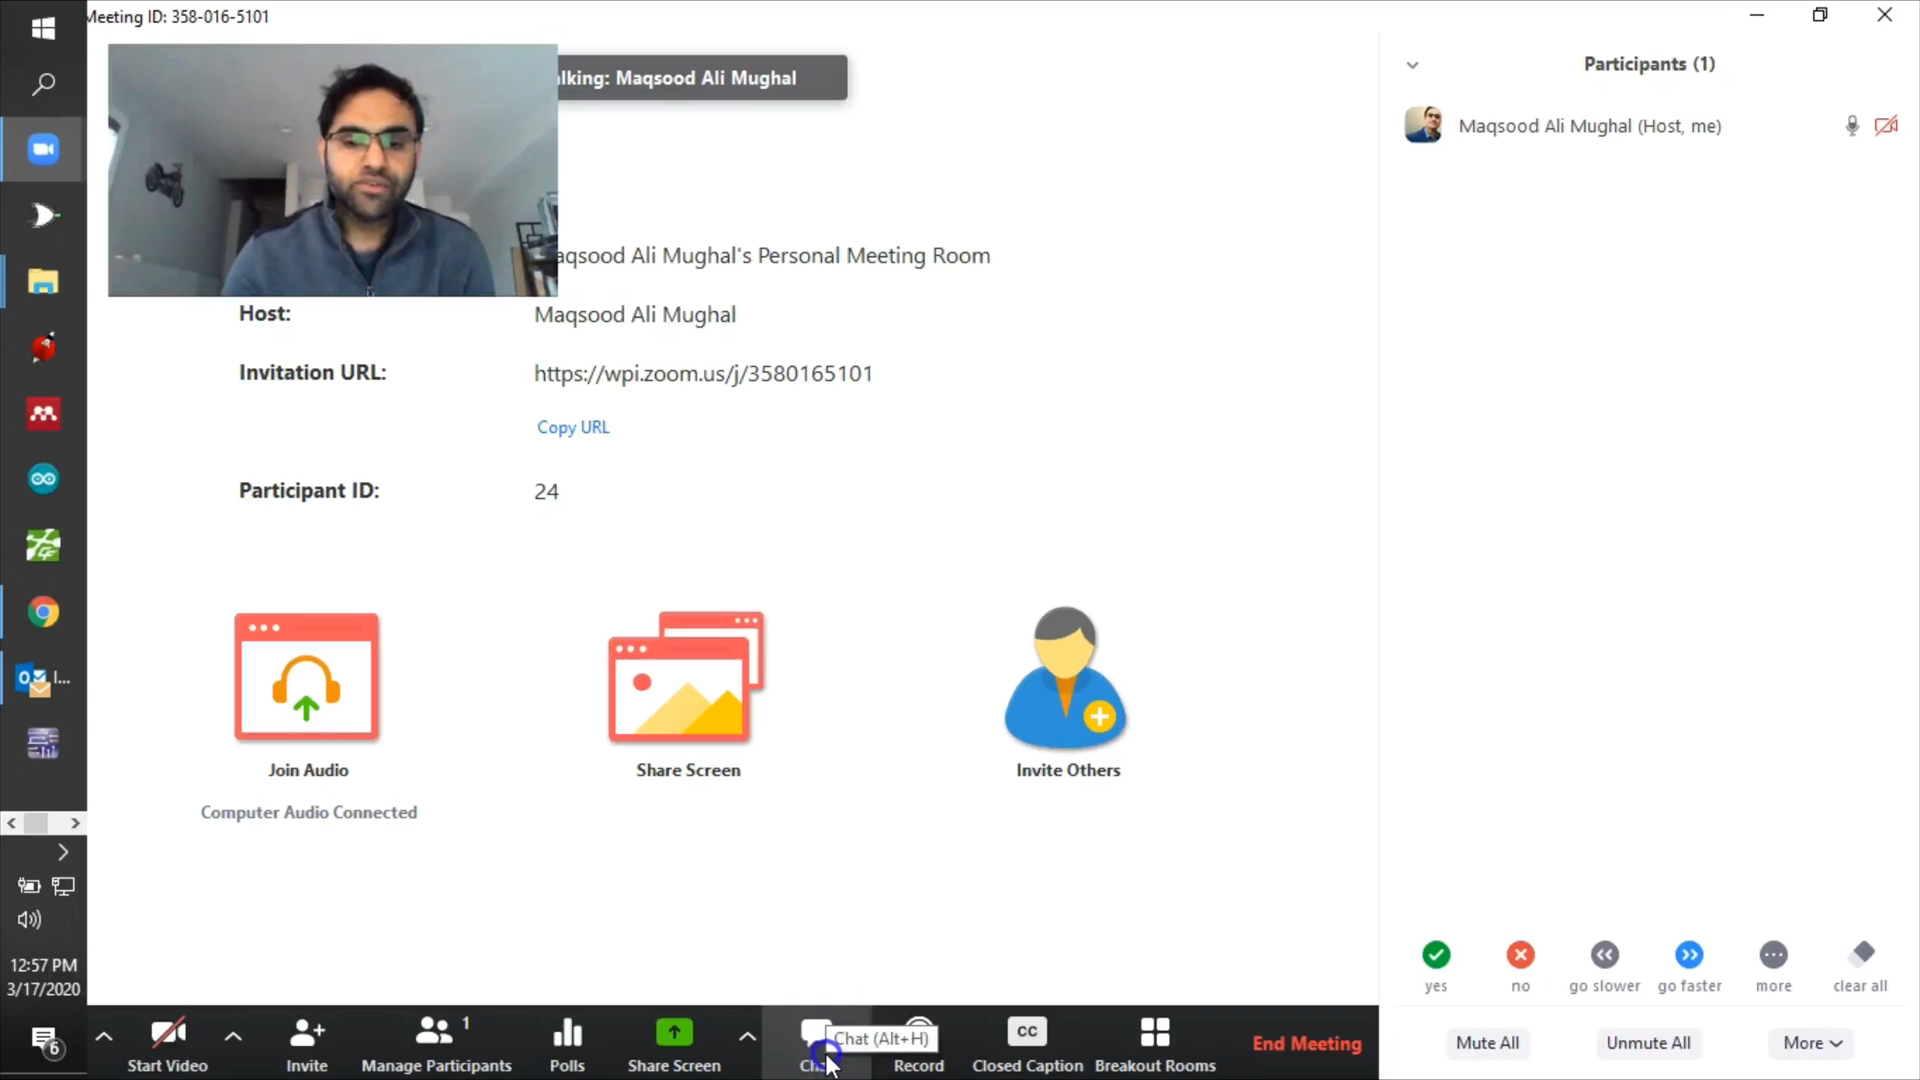 Meeting ID: 358-016-5101
lking: Maqsood Ali Mughal
aqsood Ali Mughal's Personal Meeting Room
Host:
Maqsood Ali Mughal
Invitation URL:
https://wpi.zoom.us/j/3580165101
Copy URL
Participant ID:
24
Join Audio
Computer Audio Connected
Share Screen
Invite Others
Participants (1)
Maqsood Ali Mughal (Host, me)
yes
no
go slower
go faster
more
clear all
Mute All
Unmute All
More
12:57 PM
3/17/2020
6
Start Video
Invite
Manage Participants
1
Polls
Share Screen
Chat (Alt+H)
Record
CC
Closed Caption
Breakout Rooms
End Meeting